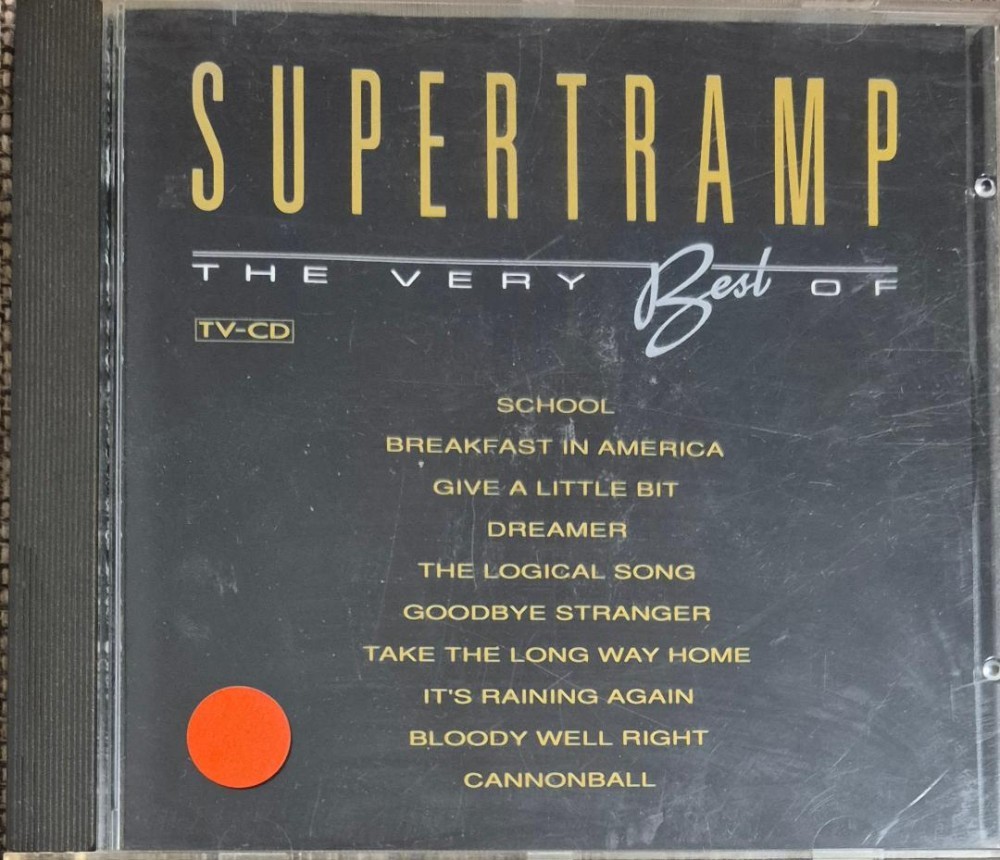 SUPERTRAMP
THE VERY Best OF
TV-CD
SCHOOL
BREAKFAST IN AMERICA
GIVE A LITTLE BIT
DREAMER
THE LOGICAL SONG
GOODBYE STRANGER
TAKE THE LONG WAY HOME
IT'S RAINING AGAIN
BLOODY WELL RIGHT
CANNONBALL